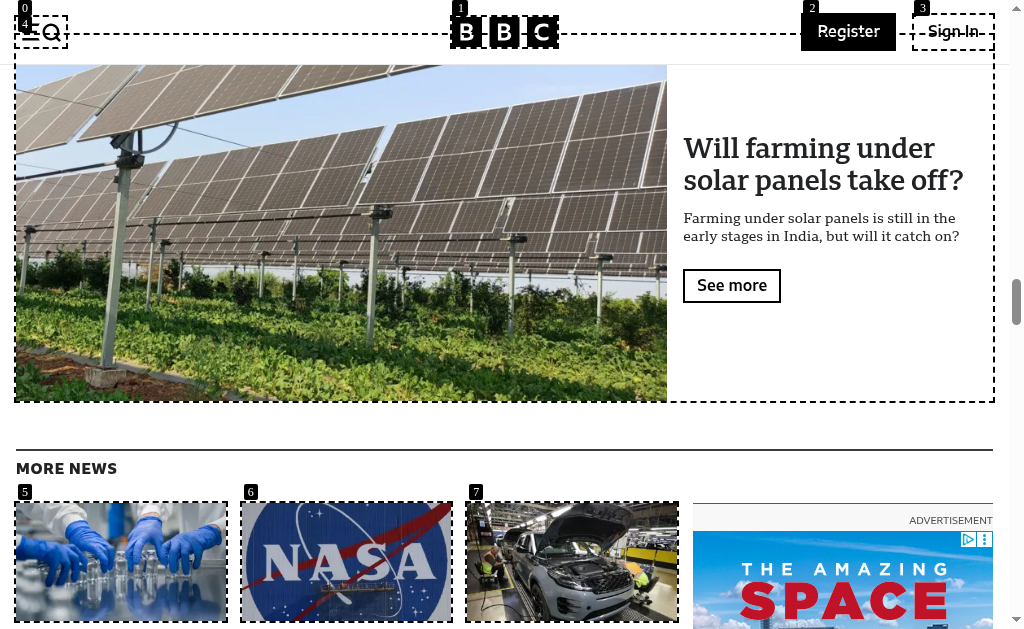 0
1
2
3
4
BBC
Register
Sign In
Will farming under
solar panels take off?
Farming under solar panels is still in the
early stages in India, but will it catch on?
See more
MORE NEWS
5
6
7
NASA
ADVERTISEMENT
THE AMAZING
SPACE